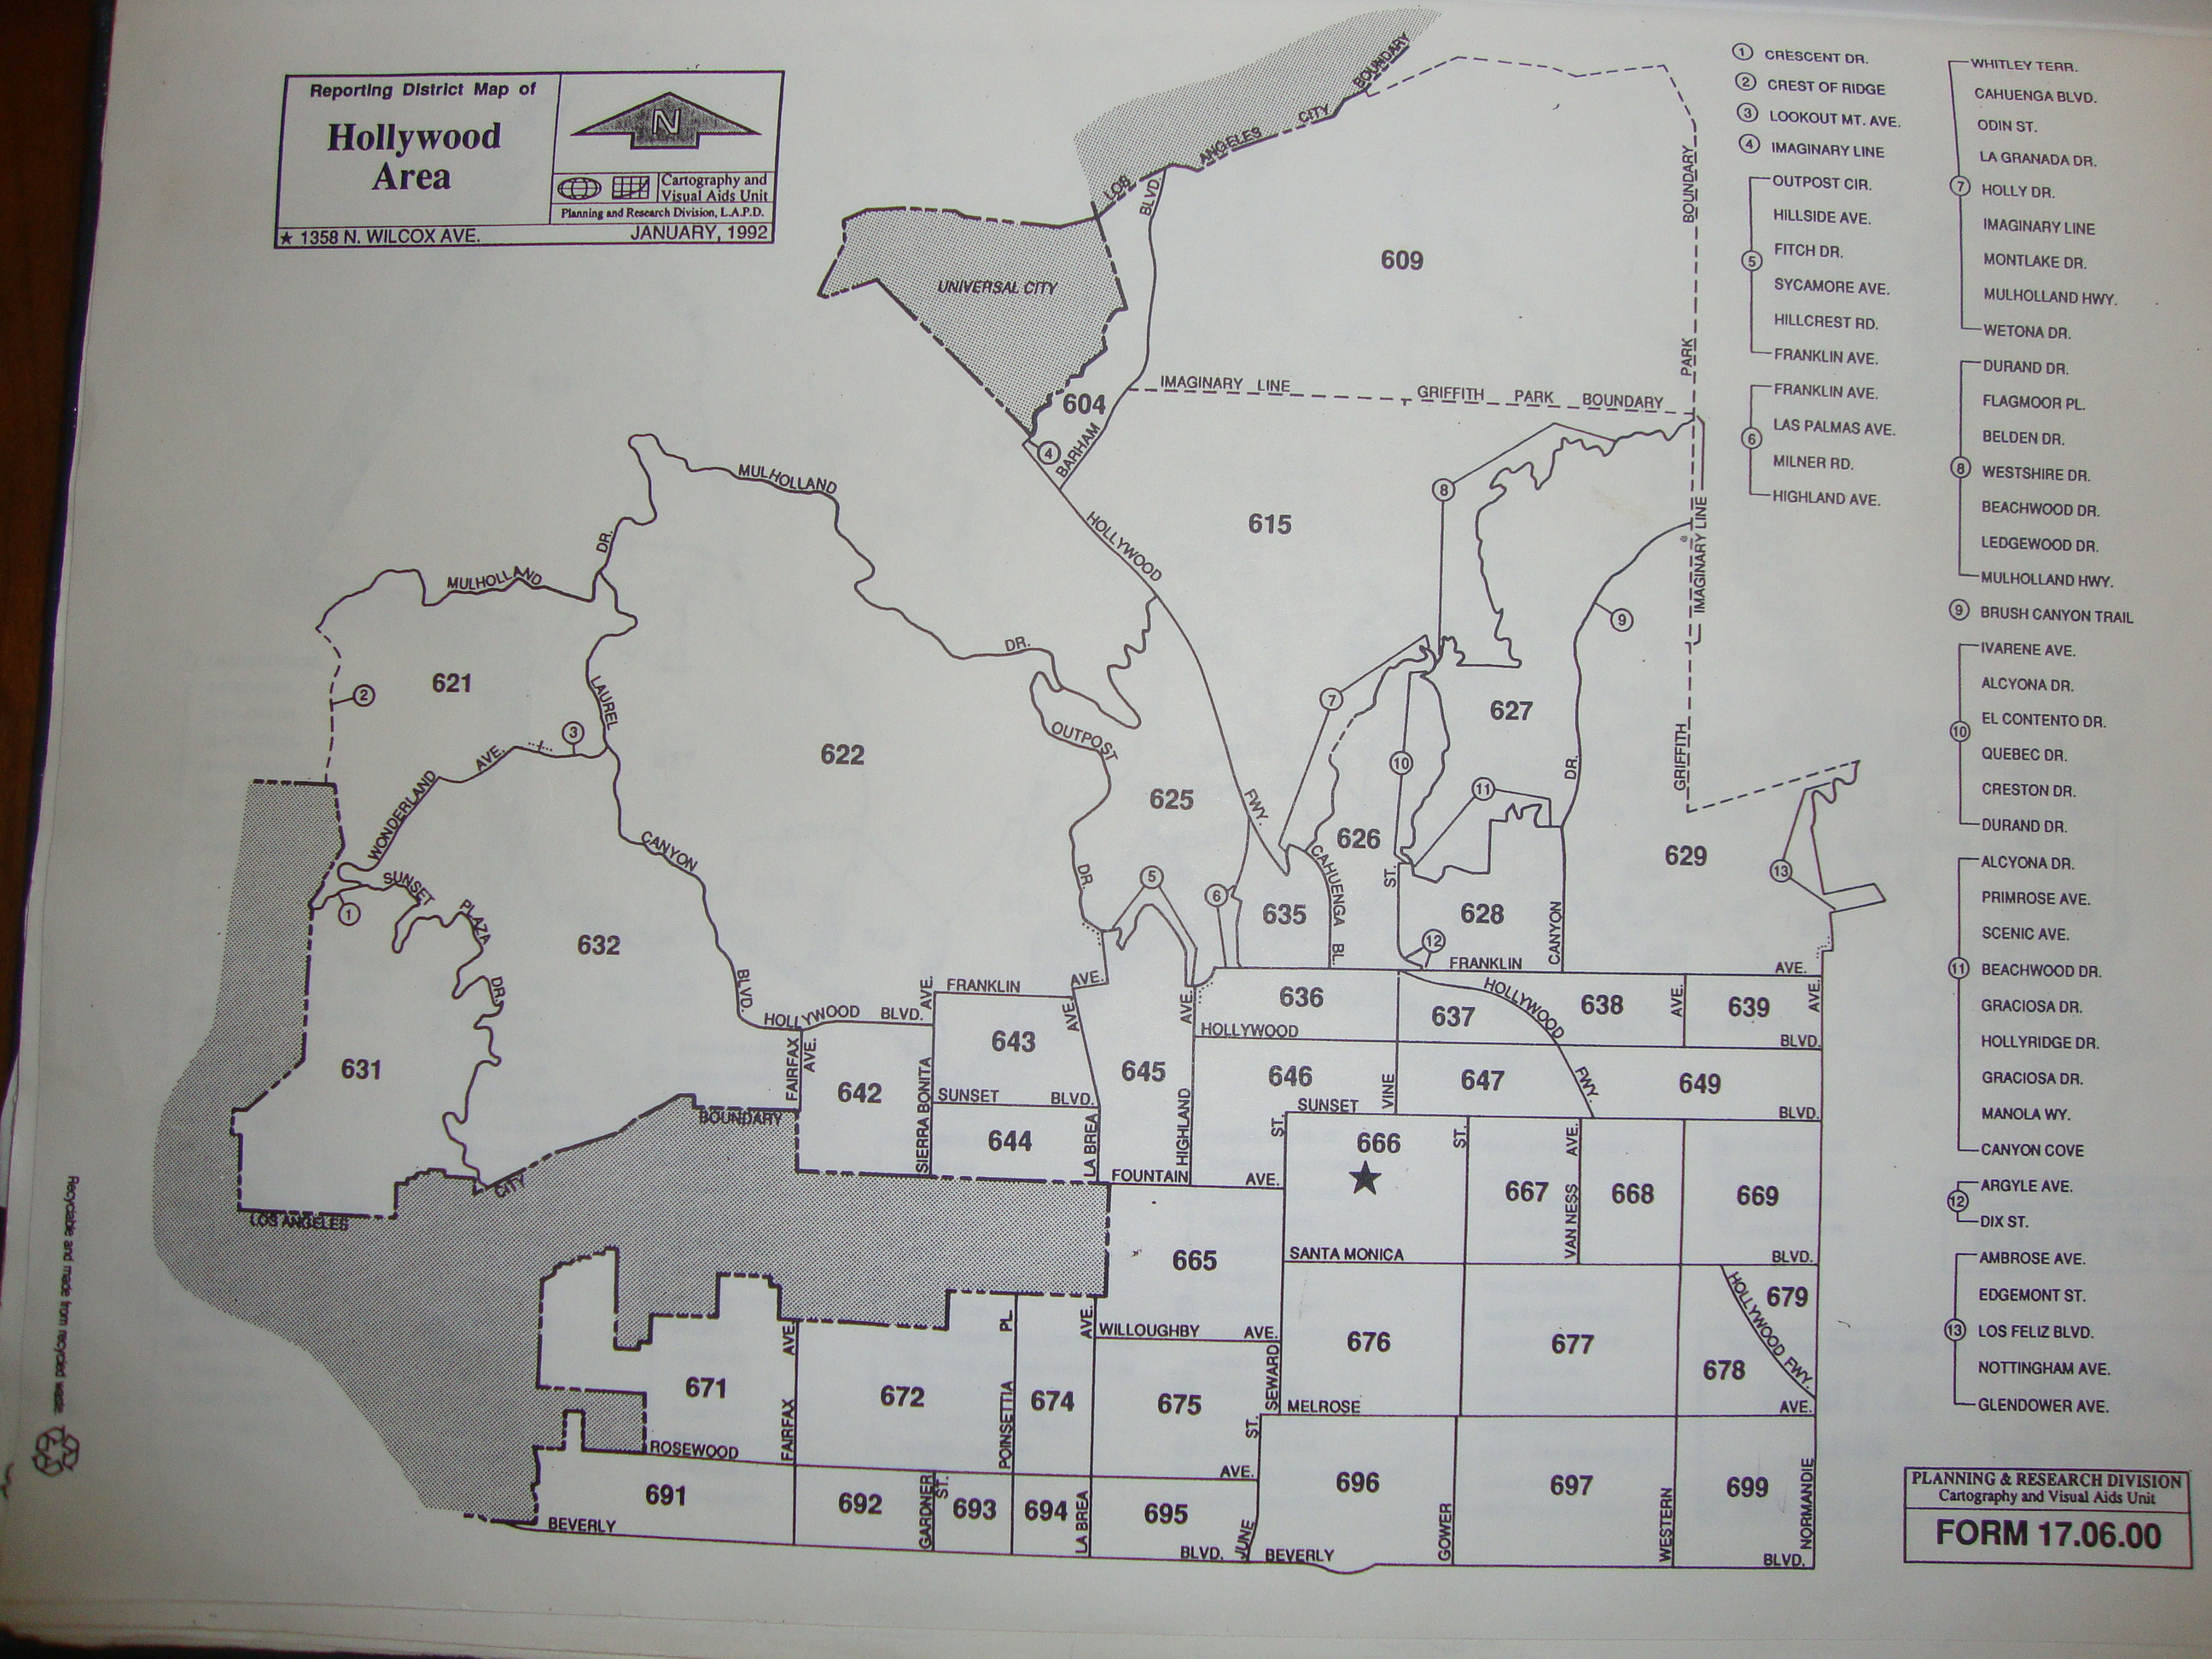 Reporting District Map of
Hollywood
Area
N
Cartography and
Visual Aids Unit
Planning and Research Division, L.A.P.D.
★ 1358 N. WILCOX AVE. JANUARY, 1992
① CRESCENT DR.
② CREST OF RIDGE
③ LOOKOUT MT. AVE.
④ IMAGINARY LINE
OUTPOST CIR.
HILLSIDE AVE.
⑤ FITCH DR.
SYCAMORE AVE.
HILLCREST RD.
FRANKLIN AVE.
FRANKLIN AVE.
⑥ LAS PALMAS AVE.
MILNER RD.
HIGHLAND AVE.
WHITLEY TERR.
CAHUENGA BLVD.
ODIN ST.
LA GRANADA DR.
⑦ HOLLY DR.
IMAGINARY LINE
MONTLAKE DR.
MULHOLLAND HWY.
WETONA DR.
DURAND DR.
FLAGMOOR PL.
BELDEN DR.
⑧ WESTSHIRE DR.
BEACHWOOD DR.
LEDGEWOOD DR.
MULHOLLAND HWY.
⑨ BRUSH CANYON TRAIL
IVARENE AVE.
ALCYONA DR.
EL CONTENTO DR.
⑩ QUEBEC DR.
CRESTON DR.
DURAND DR.
ALCYONA DR.
PRIMROSE AVE.
SCENIC AVE.
⑪ BEACHWOOD DR.
GRACIOSA DR.
HOLLYRIDGE DR.
GRACIOSA DR.
MANOLA WY.
CANYON COVE
⑫ ARGYLE AVE.
DIX ST.
AMBROSE AVE.
EDGEMONT ST.
⑬ LOS FELIZ BLVD.
NOTTINGHAM AVE.
GLENDOWER AVE.
LOS ANGELES CITY BOUNDARY
BLVD.
UNIVERSAL CITY
609
BOUNDARY
PARK
604
IMAGINARY LINE
GRIFFITH PARK BOUNDARY
④
BARHAM
MULHOLLAND
DR.
HOLLYWOOD
615
⑧
IMAGINARY LINE
MULHOLLAND
DR.
⑨
621
②
LAUREL
③
622
OUTPOST
⑦
627
GRIFFITH
WONDERLAND AVE.
625
FWY.
⑩
⑪
DR.
CANYON
626
629
⑬
SUNSET PLAZA DR.
①
DR.
⑤
⑥
635
CAHUENGA BL.
ST.
628
CANYON
⑫
632
BLVD.
FRANKLIN AVE.
FRANKLIN AVE.
HOLLYWOOD BLVD.
AVE.
631
FAIRFAX AVE.
642
SIERRA BONITA
643
AVE.
645
AVE.
HIGHLAND
636
637
HOLLYWOOD
638
AVE.
639
AVE.
HOLLYWOOD BLVD.
SUNSET BLVD.
644
LA BREA
646
VINE
647
FWY.
649
SUNSET BLVD.
BOUNDARY
CITY
LOS ANGELES
FOUNTAIN AVE.
ST.
666
ST.
667
AVE.
VAN NESS
668
669
SANTA MONICA BLVD.
665
WILLOUGHBY AVE.
676
677
678
679
HOLLYWOOD FWY.
671
AVE.
FAIRFAX
672
PL.
POINSETTIA
674
AVE.
675
SEWARD
ST.
MELROSE AVE.
ROSEWOOD AVE.
691
692
GARDNER ST.
693
694
LA BREA
695
JUNE
696
GOWER
697
WESTERN
699
NORMANDIE
BEVERLY BLVD. BEVERLY BLVD.
PLANNING & RESEARCH DIVISION
Cartography and Visual Aids Unit
FORM 17.06.00
Recyclable and made from recycled waste.